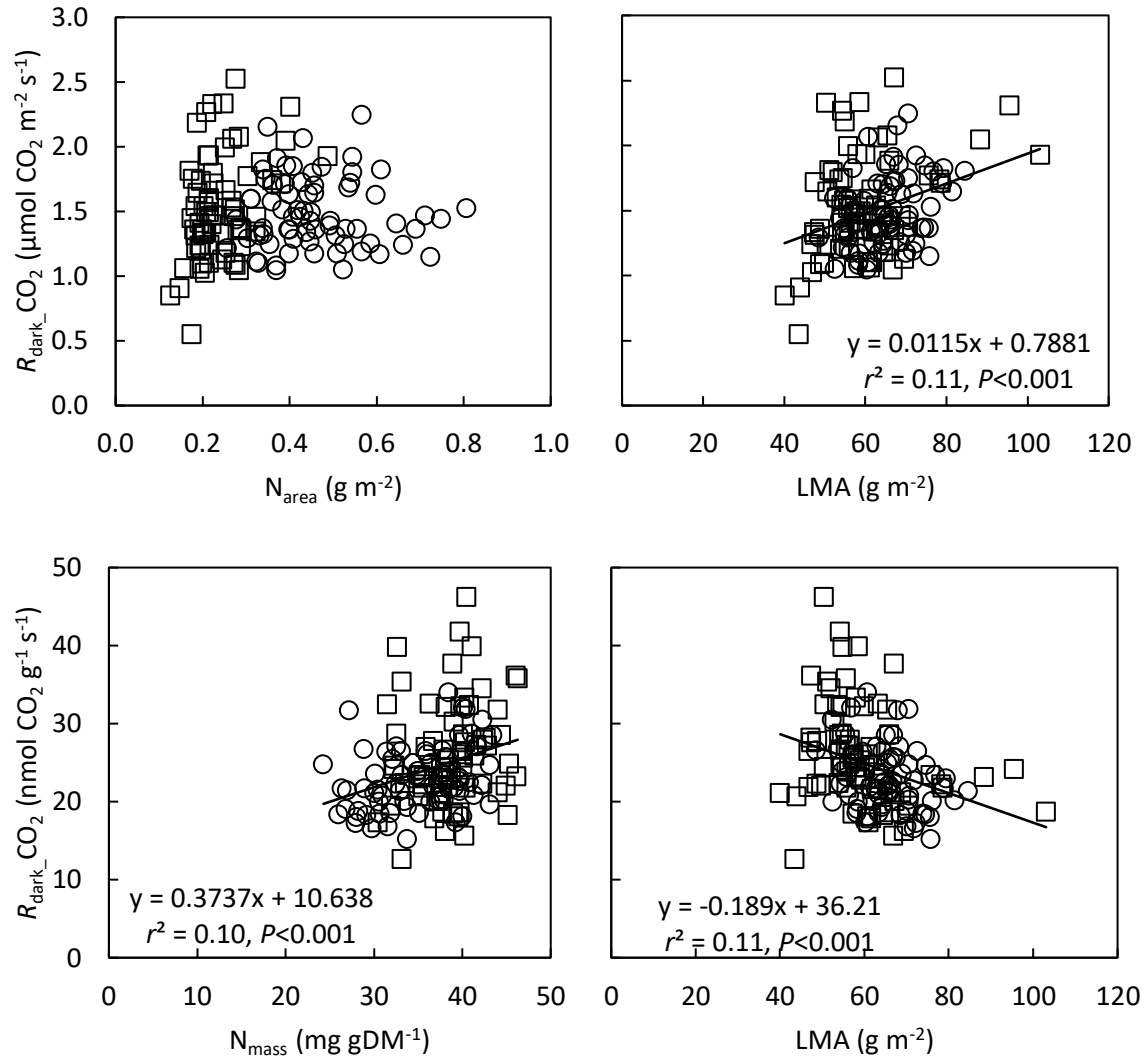 3.0
2.5
2.0
1.5
1.0
0.5
0.0
R_dark_CO₂ (µmol CO₂ m⁻² s⁻¹)
0.0 0.2 0.4 0.6 0.8 1.0
N_area (g m⁻²)
y = 0.0115x + 0.7881
r² = 0.11, P<0.001
0 20 40 60 80 100 120
LMA (g m⁻²)
50
40
30
20
10
0
R_dark_CO₂ (nmol CO₂ g⁻¹ s⁻¹)
y = 0.3737x + 10.638
r² = 0.10, P<0.001
0 10 20 30 40 50
N_mass (mg gDM⁻¹)
y = -0.189x + 36.21
r² = 0.11, P<0.001
0 20 40 60 80 100 120
LMA (g m⁻²)